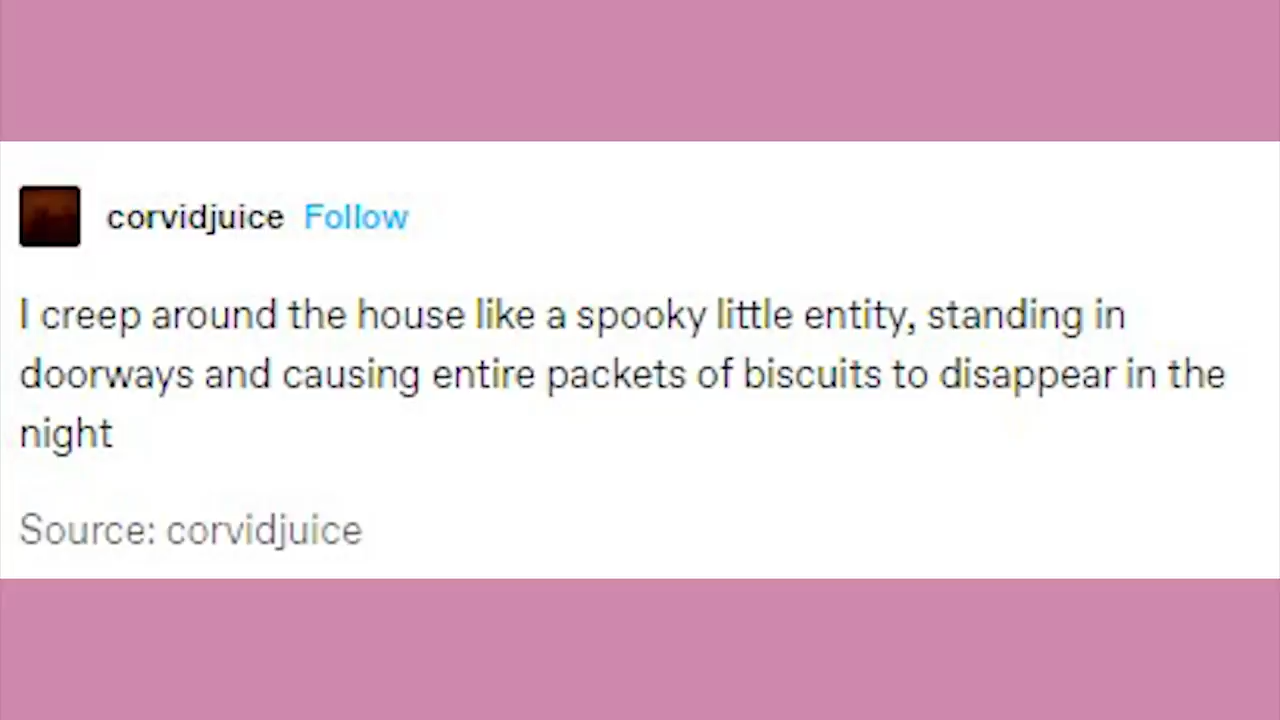 corvidjuice Follow
I creep around the house like a spooky little entity, standing in
doorways and causing entire packets of biscuits to disappear in the
night
Source: corvidjuice